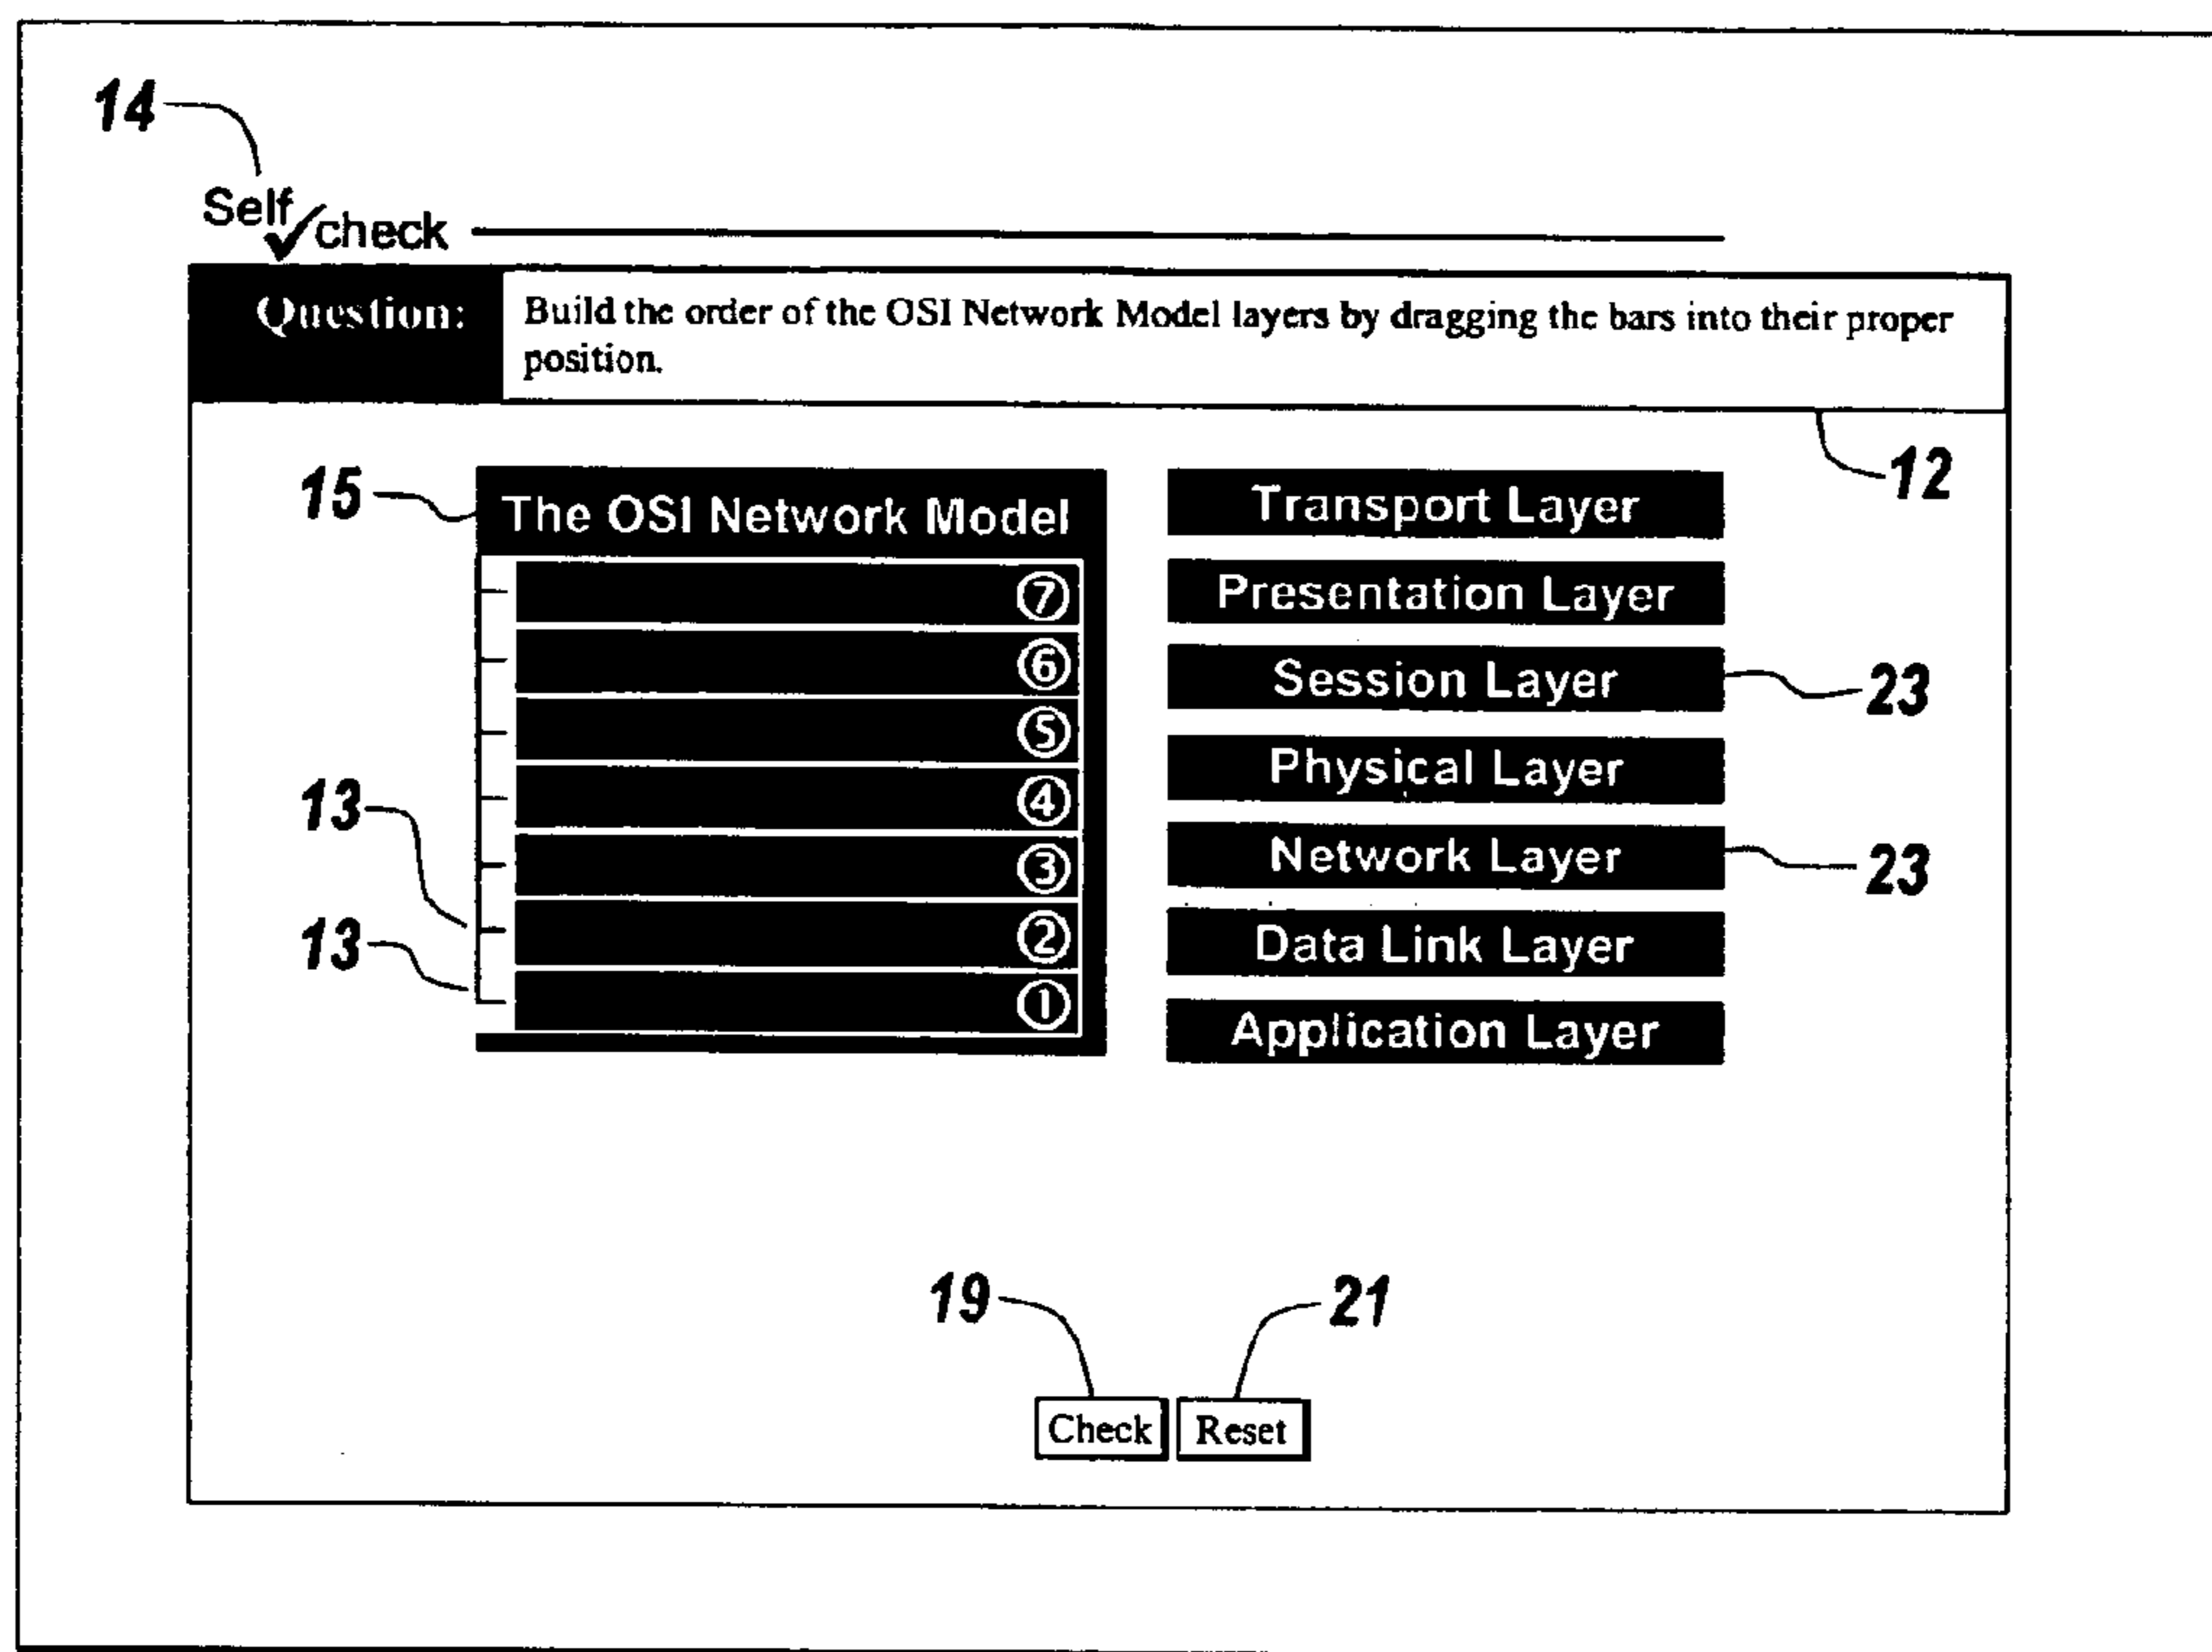 14
Self check
Question: Build the order of the OSI Network Model layers by dragging the bars into their proper
position.
12
15
The OSI Network Model
7
6
5
4
3
2
1
13
13
Transport Layer
Presentation Layer
Session Layer
23
Physical Layer
Network Layer
23
Data Link Layer
Application Layer
19
21
Check
Reset